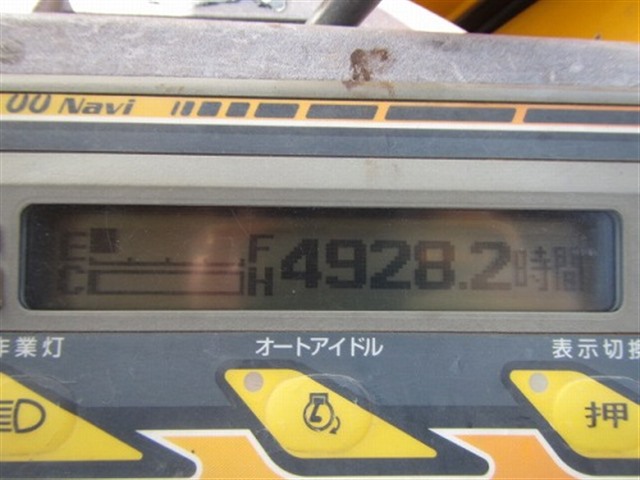 00 Navi
E F 4928.2時間
C H
作業灯 オートアイドル 表示切換
押